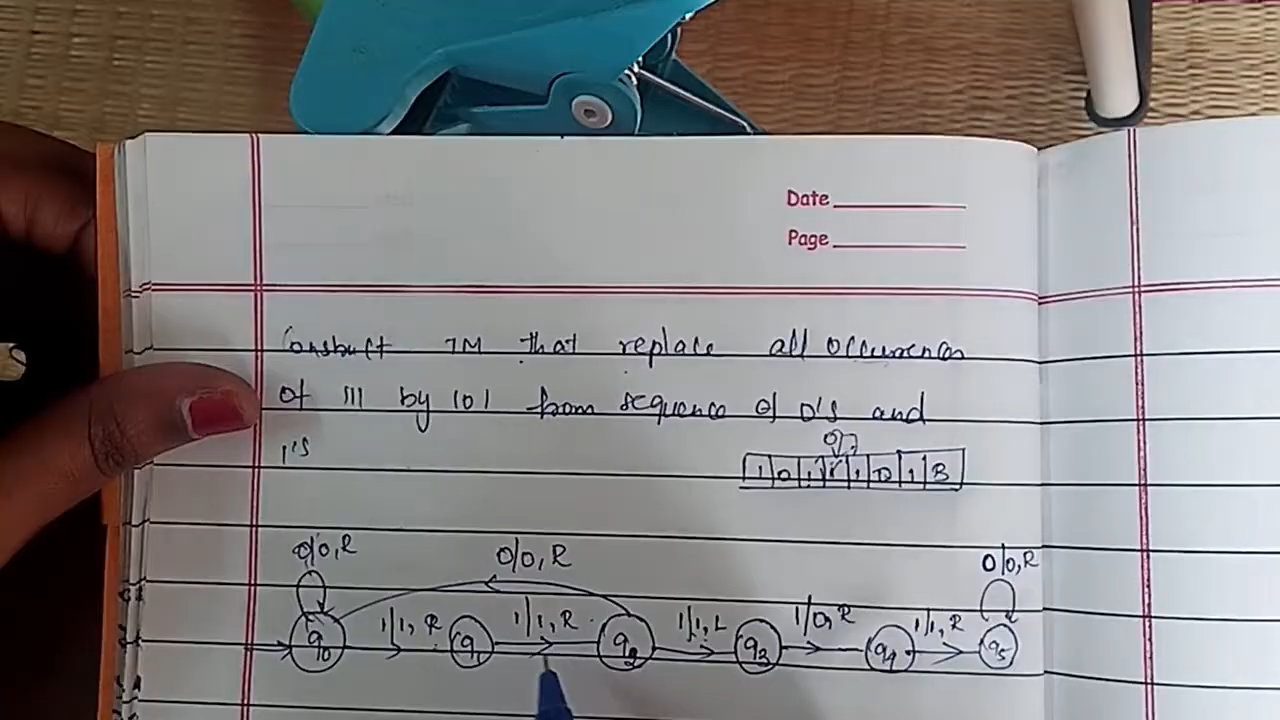 Date
Page
Construct TM that replace all occurrences
of 111 by 101 from sequence of 0's and
1's
1 0 1 1 0 1 B
0/0,R 0/0,R 0/0,R
1/1, R 1/1, R 1/1, L 1/0, R 1/1, R
q0 q1 q2 q3 q4 q5